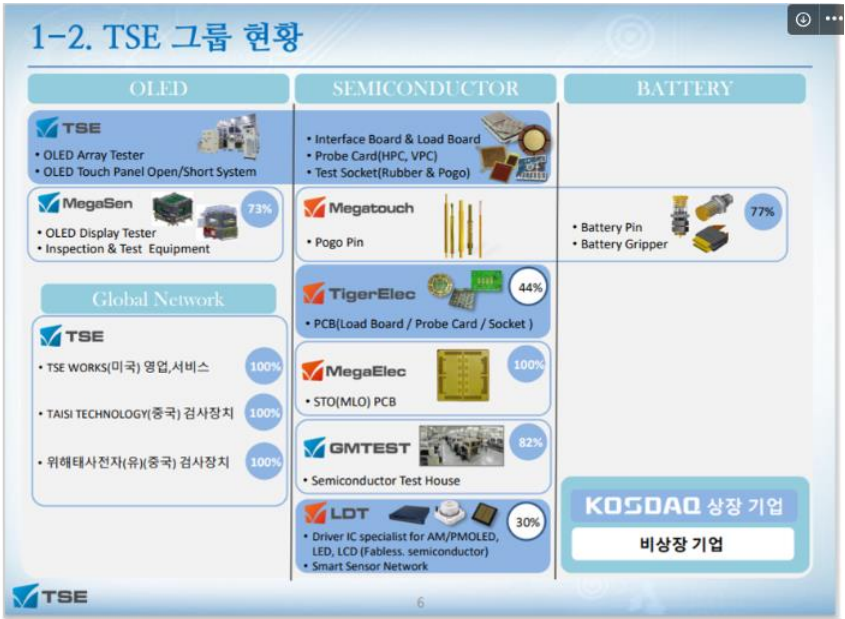 1-2. TSE 그룹 현황
OLED
TSE
• OLED Array Tester
• OLED Touch Panel Open/Short System
MegaSen
73%
• OLED Display Tester
• Inspection & Test Equipment
Global Network
TSE
• TSE WORKS(미국) 영업,서비스
100%
• TAISI TECHNOLOGY(중국) 검사장치
100%
• 위해태사전자(유)(중국) 검사장치
100%
SEMICONDUCTOR
• Interface Board & Load Board
• Probe Card(HPC, VPC)
• Test Socket(Rubber & Pogo)
Megatouch
• Pogo Pin
TigerElec
44%
• PCB(Load Board / Probe Card / Socket )
MegaElec
100%
• STO(MLO) PCB
GMTEST
82%
• Semiconductor Test House
LDT
30%
• Driver IC specialist for AM/PMOLED,
LED, LCD (Fabless. semiconductor)
• Smart Sensor Network
BATTERY
77%
• Battery Pin
• Battery Gripper
KOSDAQ 상장 기업
비상장 기업
TSE
6